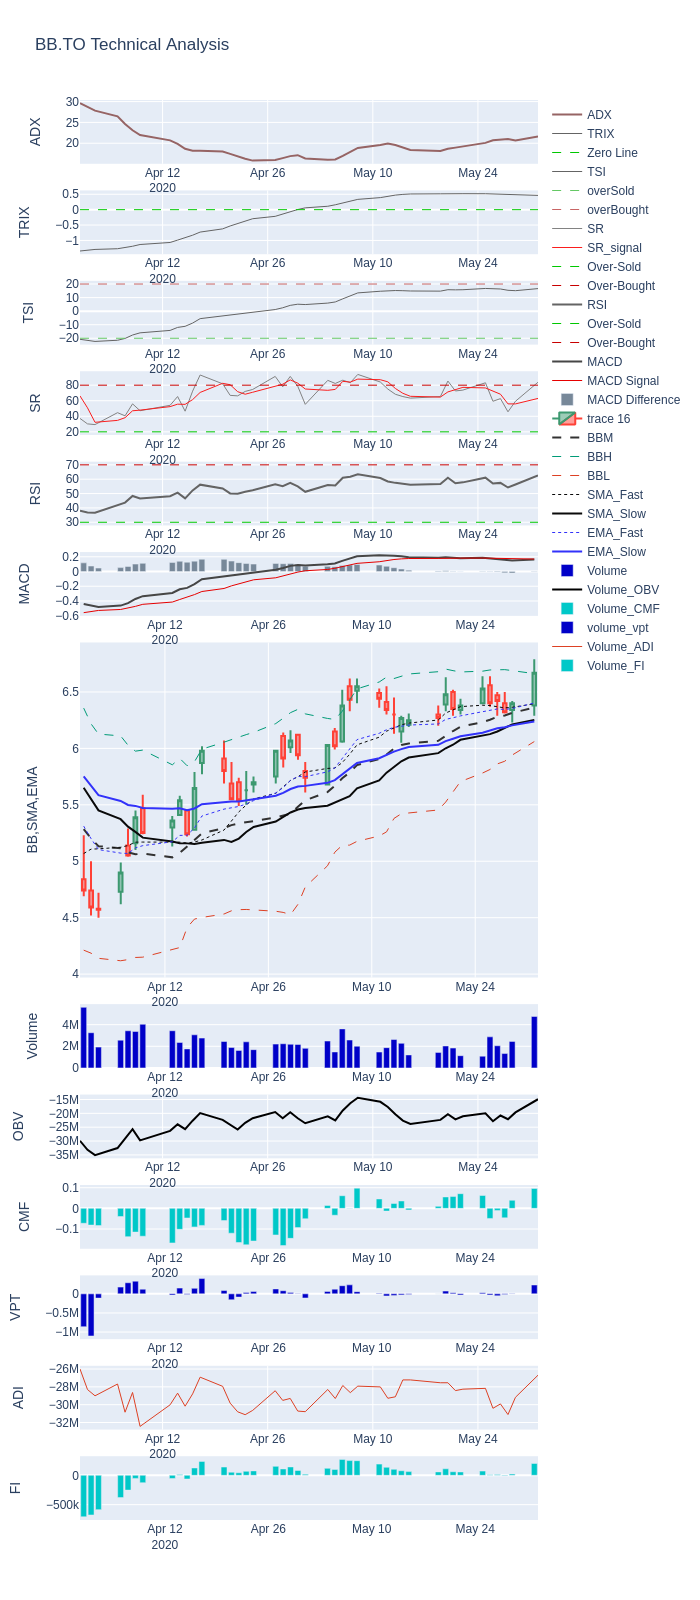 BB.TO Technical Analysis
ADX
30
25
20
Apr 12
2020
Apr 26
May 10
May 24
TRIX
0.5
0
−0.5
−1
Apr 12
2020
Apr 26
May 10
May 24
TSI
20
10
0
−10
−20
Apr 12
2020
Apr 26
May 10
May 24
SR
80
60
40
20
Apr 12
2020
Apr 26
May 10
May 24
RSI
70
60
50
40
30
Apr 12
2020
Apr 26
May 10
May 24
MACD
0.2
0
−0.2
−0.4
−0.6
Apr 12
2020
Apr 26
May 10
May 24
BB,SMA,EMA
6.5
6
5.5
5
4.5
4
Apr 12
2020
Apr 26
May 10
May 24
Volume
4M
2M
0
Apr 12
2020
Apr 26
May 10
May 24
OBV
−15M
−20M
−25M
−30M
−35M
Apr 12
2020
Apr 26
May 10
May 24
CMF
0.1
0
−0.1
Apr 12
2020
Apr 26
May 10
May 24
VPT
0
−0.5M
−1M
Apr 12
2020
Apr 26
May 10
May 24
ADI
−26M
−28M
−30M
−32M
Apr 12
2020
Apr 26
May 10
May 24
FI
0
−500k
Apr 12
2020
Apr 26
May 10
May 24
ADX
TRIX
Zero Line
TSI
overSold
overBought
SR
SR_signal
Over-Sold
Over-Bought
RSI
Over-Sold
Over-Bought
MACD
MACD Signal
MACD Difference
trace 16
BBM
BBH
BBL
SMA_Fast
SMA_Slow
EMA_Fast
EMA_Slow
Volume
Volume_OBV
Volume_CMF
volume_vpt
Volume_ADI
Volume_FI